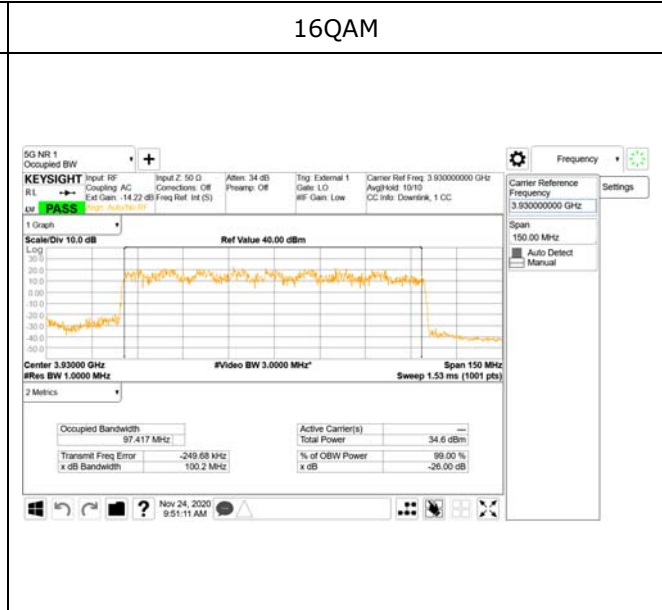 16QAM
5G NR 1
Occupied BW
Frequency
KEYSIGHT
Input: RF
Input Z: 50 Ω
Atten: 34 dB
Trig: External 1
Carrier Ref Freq: 3.930000000 GHz
RL
Coupling: AC
Corrections: Off
Preamp: Off
Gate: LO
Avg|Hold: 10/10
Ext Gain: -14.22 dB
Freq Ref: Int (S)
#IF Gain: Low
CC Info: Downlink, 1 CC
PASS
Align: Auto/No RF
Carrier Reference
Frequency
3.930000000 GHz
Settings
Span
150.00 MHz
Auto Detect
Manual
1 Graph
Scale/Div 10.0 dB
Ref Value 40.00 dBm
Log
30.0
20.0
10.0
0.00
-10.0
-20.0
-30.0
-40.0
-50.0
Center 3.93000 GHz
#Video BW 3.0000 MHz*
Span 150 MHz
#Res BW 1.0000 MHz
Sweep 1.53 ms (1001 pts)
2 Metrics
Occupied Bandwidth
97.417 MHz
Active Carrier(s)
---
Total Power
34.6 dBm
Transmit Freq Error
-249.68 kHz
% of OBW Power
99.00 %
x dB Bandwidth
100.2 MHz
x dB
-26.00 dB
?
Nov 24, 2020
9:51:11 AM